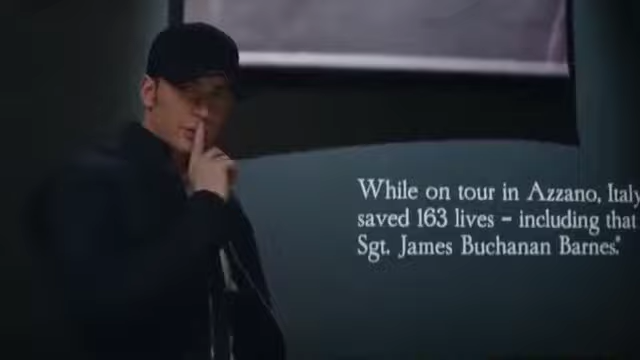 While on tour in Azzano, Italy
saved 163 lives – including that
Sgt. James Buchanan Barnes."